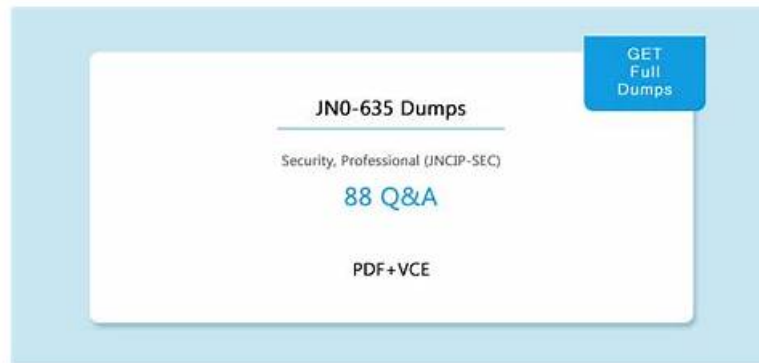 GET
Full
Dumps
JN0-635 Dumps
Security, Professional (JNCIP-SEC)
88 Q&A
PDF+VCE